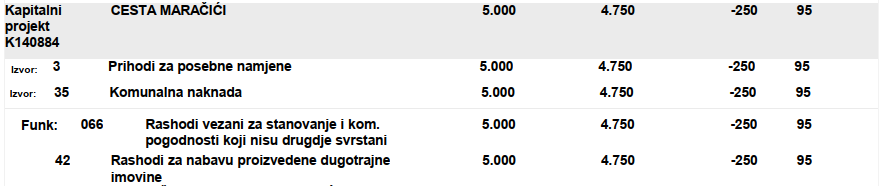 Kapitalni projekt K140884 CESTA MARAČIĆI 5.000 4.750 -250 95
Izvor: 3 Prihodi za posebne namjene 5.000 4.750 -250 95
Izvor: 35 Komunalna naknada 5.000 4.750 -250 95
Funk: 066 Rashodi vezani za stanovanje i kom. 5.000 4.750 -250 95
pogodnosti koji nisu drugdje svrstani
42 Rashodi za nabavu proizvedene dugotrajne 5.000 4.750 -250 95
imovine